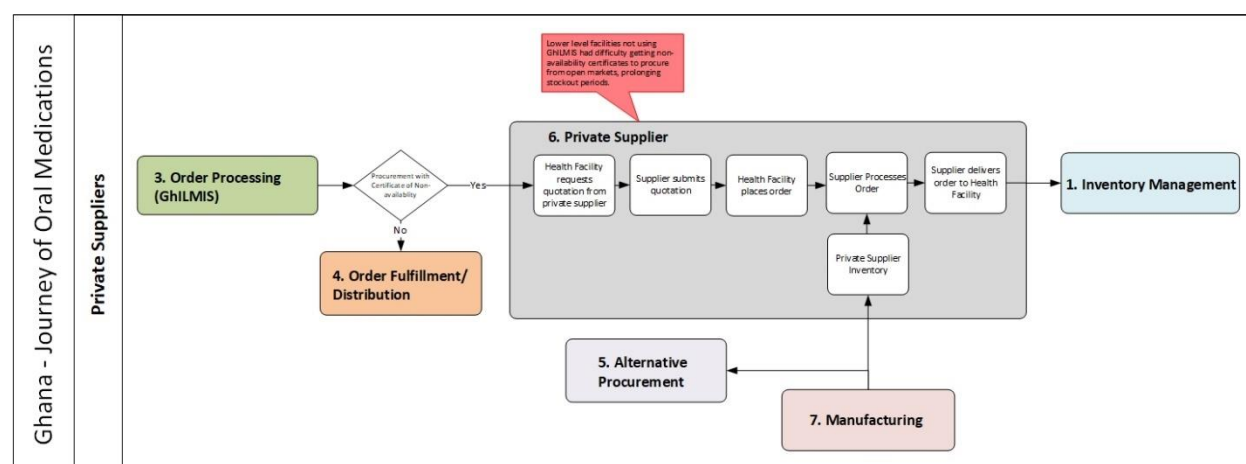 Ghana - Journey of Oral Medications
Private Suppliers
Lower level facilities not using
GhILMIS had difficulty getting non-
availability certificates to procure
from open markets, prolonging
stockout periods.
6. Private Supplier
3. Order Processing
(GhILMIS)
Procurement with
Certificate of Non-
availablity
Yes
No
Health Facility
requests
quotation from
private supplier
Supplier submits
quotation
Health Facility
places order
Supplier Processes
Order
Supplier delivers
order to Health
Facility
1. Inventory Management
4. Order Fulfillment/
Distribution
Private Supplier
Inventory
5. Alternative
Procurement
7. Manufacturing